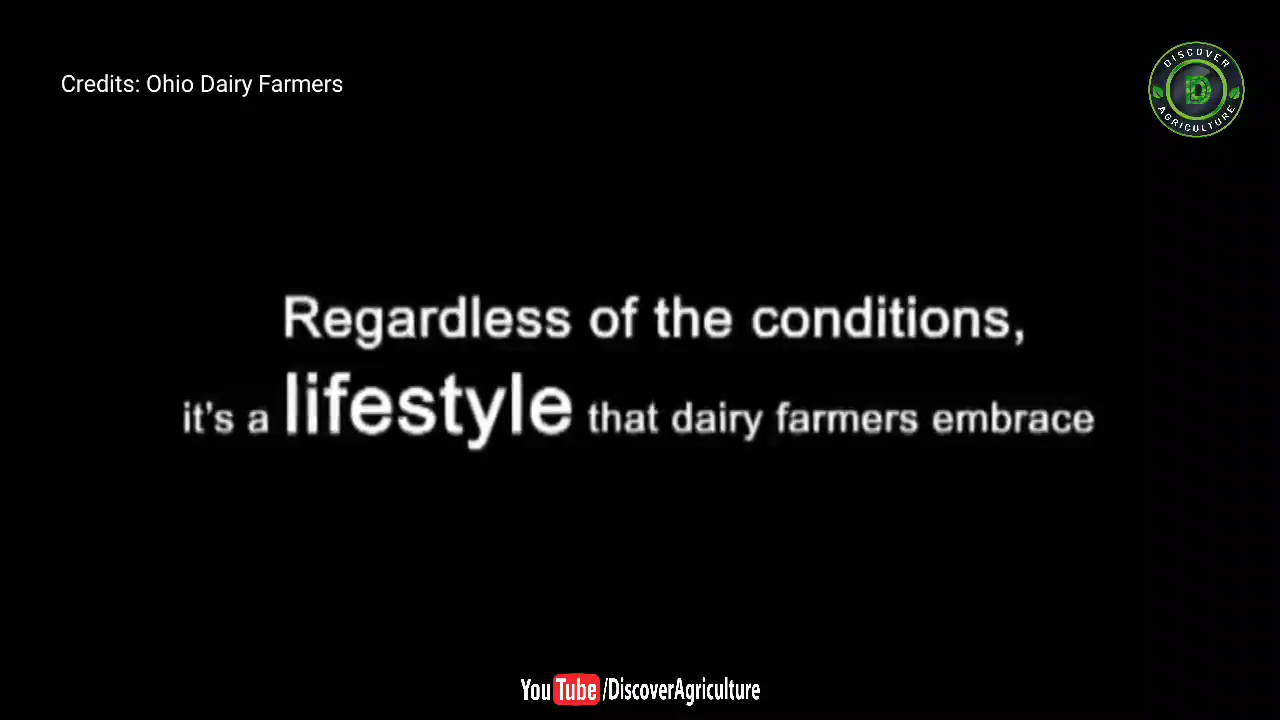 Credits: Ohio Dairy Farmers
DISCOVER
D
AGRICULTURE
Regardless of the conditions,
it's a lifestyle that dairy farmers embrace
YouTube/DiscoverAgriculture